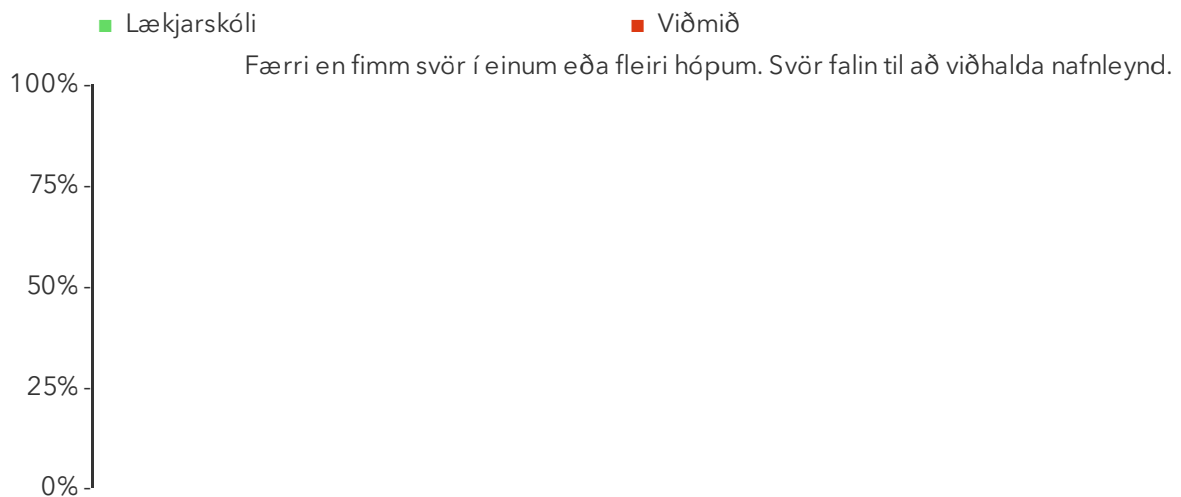 Lækjarskóli
Viðmið
Færri en fimm svör í einum eða fleiri hópum. Svör falin til að viðhalda nafnleynd.
100%
75%
50%
25%
0%